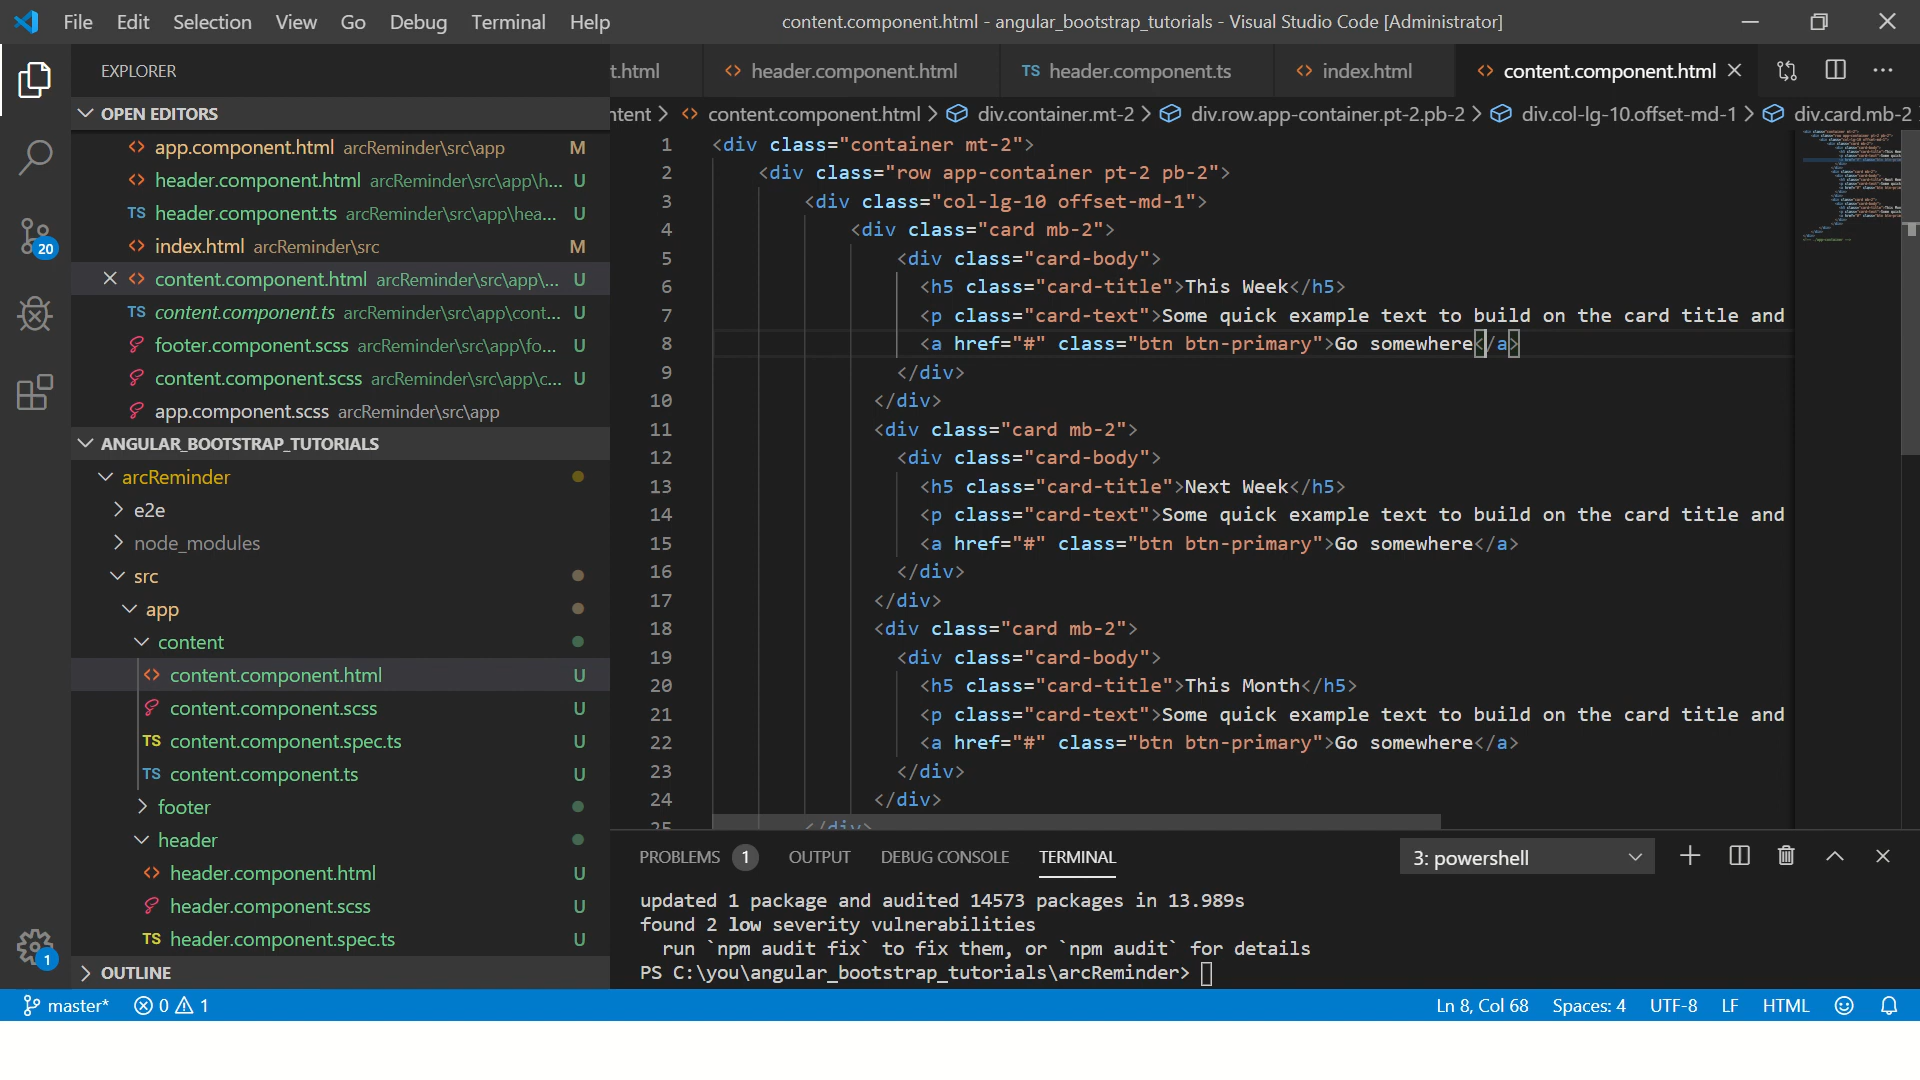 File Edit Selection View Go Debug Terminal Help
content.component.html - angular_bootstrap_tutorials - Visual Studio Code [Administrator]
EXPLORER
OPEN EDITORS
app.component.html arcReminder\src\app M
header.component.html arcReminder\src\app\h... U
TS header.component.ts arcReminder\src\app\hea... U
index.html arcReminder\src M
content.component.html arcReminder\src\app\... U
TS content.component.ts arcReminder\src\app\cont... U
footer.component.scss arcReminder\src\app\fo... U
content.component.scss arcReminder\src\app\c... U
app.component.scss arcReminder\src\app
ANGULAR_BOOTSTRAP_TUTORIALS
arcReminder
e2e
node_modules
src
app
content
content.component.html U
content.component.scss U
TS content.component.spec.ts U
TS content.component.ts U
footer
header
header.component.html U
header.component.scss U
TS header.component.spec.ts U
OUTLINE
20
1
t.html header.component.html TS header.component.ts index.html content.component.html
ntent > content.component.html > div.container.mt-2 > div.row.app-container.pt-2.pb-2 > div.col-lg-10.offset-md-1 > div.card.mb-2
1 <div class="container mt-2">
2 <div class="row app-container pt-2 pb-2">
3 <div class="col-lg-10 offset-md-1">
4 <div class="card mb-2">
5 <div class="card-body">
6 <h5 class="card-title">This Week</h5>
7 <p class="card-text">Some quick example text to build on the card title and
8 <a href="#" class="btn btn-primary">Go somewhere</a>
9 </div>
10 </div>
11 <div class="card mb-2">
12 <div class="card-body">
13 <h5 class="card-title">Next Week</h5>
14 <p class="card-text">Some quick example text to build on the card title and
15 <a href="#" class="btn btn-primary">Go somewhere</a>
16 </div>
17 </div>
18 <div class="card mb-2">
19 <div class="card-body">
20 <h5 class="card-title">This Month</h5>
21 <p class="card-text">Some quick example text to build on the card title and
22 <a href="#" class="btn btn-primary">Go somewhere</a>
23 </div>
24 </div>
25 </div>
PROBLEMS 1 OUTPUT DEBUG CONSOLE TERMINAL 3: powershell
updated 1 package and audited 14573 packages in 13.989s
found 2 low severity vulnerabilities
run `npm audit fix` to fix them, or `npm audit` for details
PS C:\you\angular_bootstrap_tutorials\arcReminder>
master* 0 1 Ln 8, Col 68 Spaces: 4 UTF-8 LF HTML